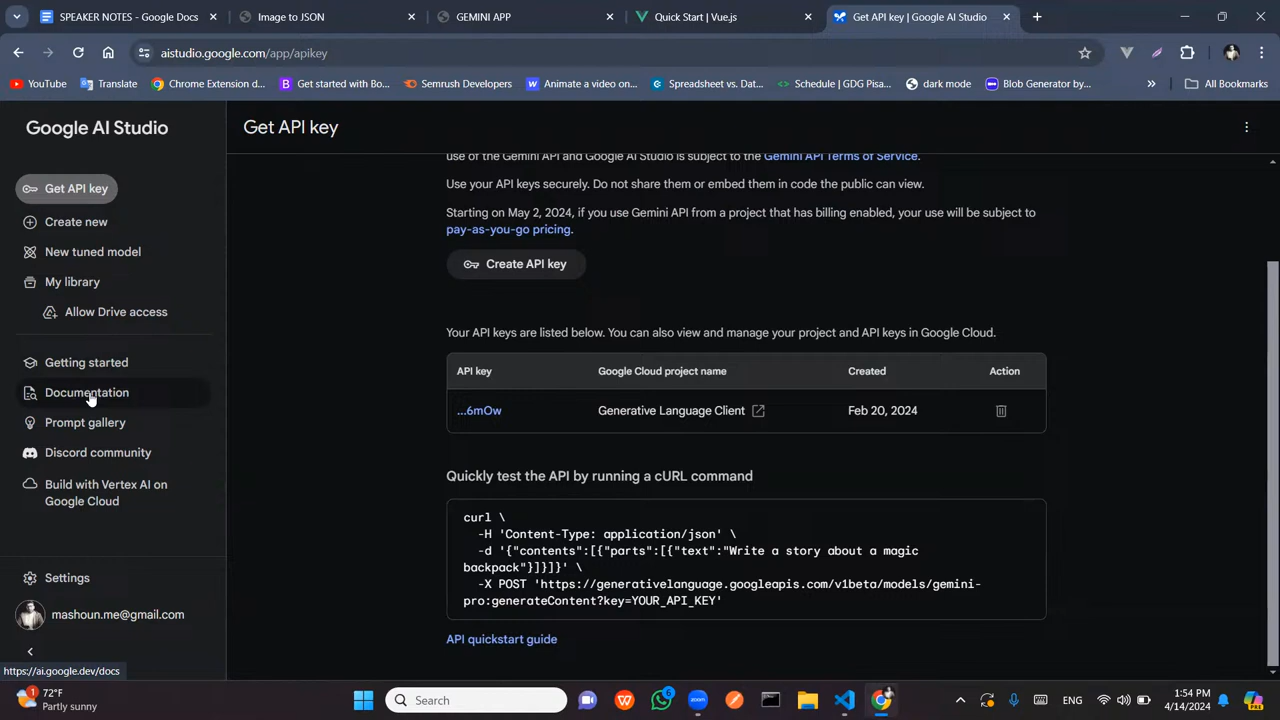 SPEAKER NOTES - Google Docs
Image to JSON
GEMINI APP
Quick Start | Vue.js
Get API key | Google AI Studio
aistudio.google.com/app/apikey
YouTube
Translate
Chrome Extension d...
Get started with Bo...
Semrush Developers
Animate a video on...
Spreadsheet vs. Dat...
Schedule | GDG Pisa...
dark mode
Blob Generator by...
All Bookmarks
Google AI Studio
Get API key
Create new
New tuned model
My library
Allow Drive access
Getting started
Documentation
Prompt gallery
Discord community
Build with Vertex AI on
Google Cloud
Settings
mashoun.me@gmail.com
https://ai.google.dev/docs
Get API key
use of the Gemini API and Google AI Studio is subject to the Gemini API Terms of Service.
Use your API keys securely. Do not share them or embed them in code the public can view.
Starting on May 2, 2024, if you use Gemini API from a project that has billing enabled, your use will be subject to
pay-as-you-go pricing.
Create API key
Your API keys are listed below. You can also view and manage your project and API keys in Google Cloud.
API key Google Cloud project name Created Action
...6mOw Generative Language Client Feb 20, 2024
Quickly test the API by running a cURL command
curl \
-H 'Content-Type: application/json' \
-d '{"contents":[{"parts":[{"text":"Write a story about a magic
backpack"}]}]}' \
-X POST 'https://generativelanguage.googleapis.com/v1beta/models/gemini-
pro:generateContent?key=YOUR_API_KEY'
API quickstart guide
1
72°F
Partly sunny
Search
6
ENG
1:54 PM
4/14/2024